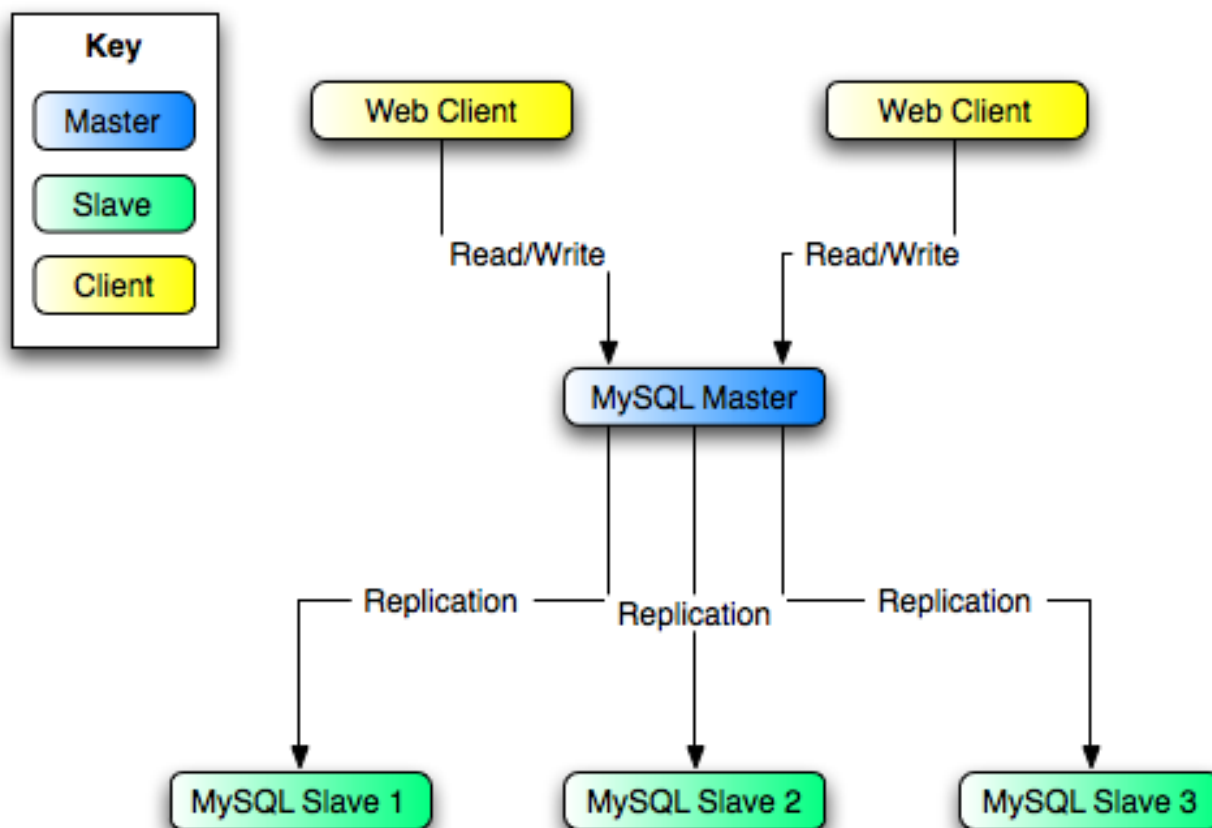 Key
Master
Slave
Client
Web Client
Web Client
Read/Write
Read/Write
MySQL Master
Replication
Replication
Replication
MySQL Slave 1
MySQL Slave 2
MySQL Slave 3